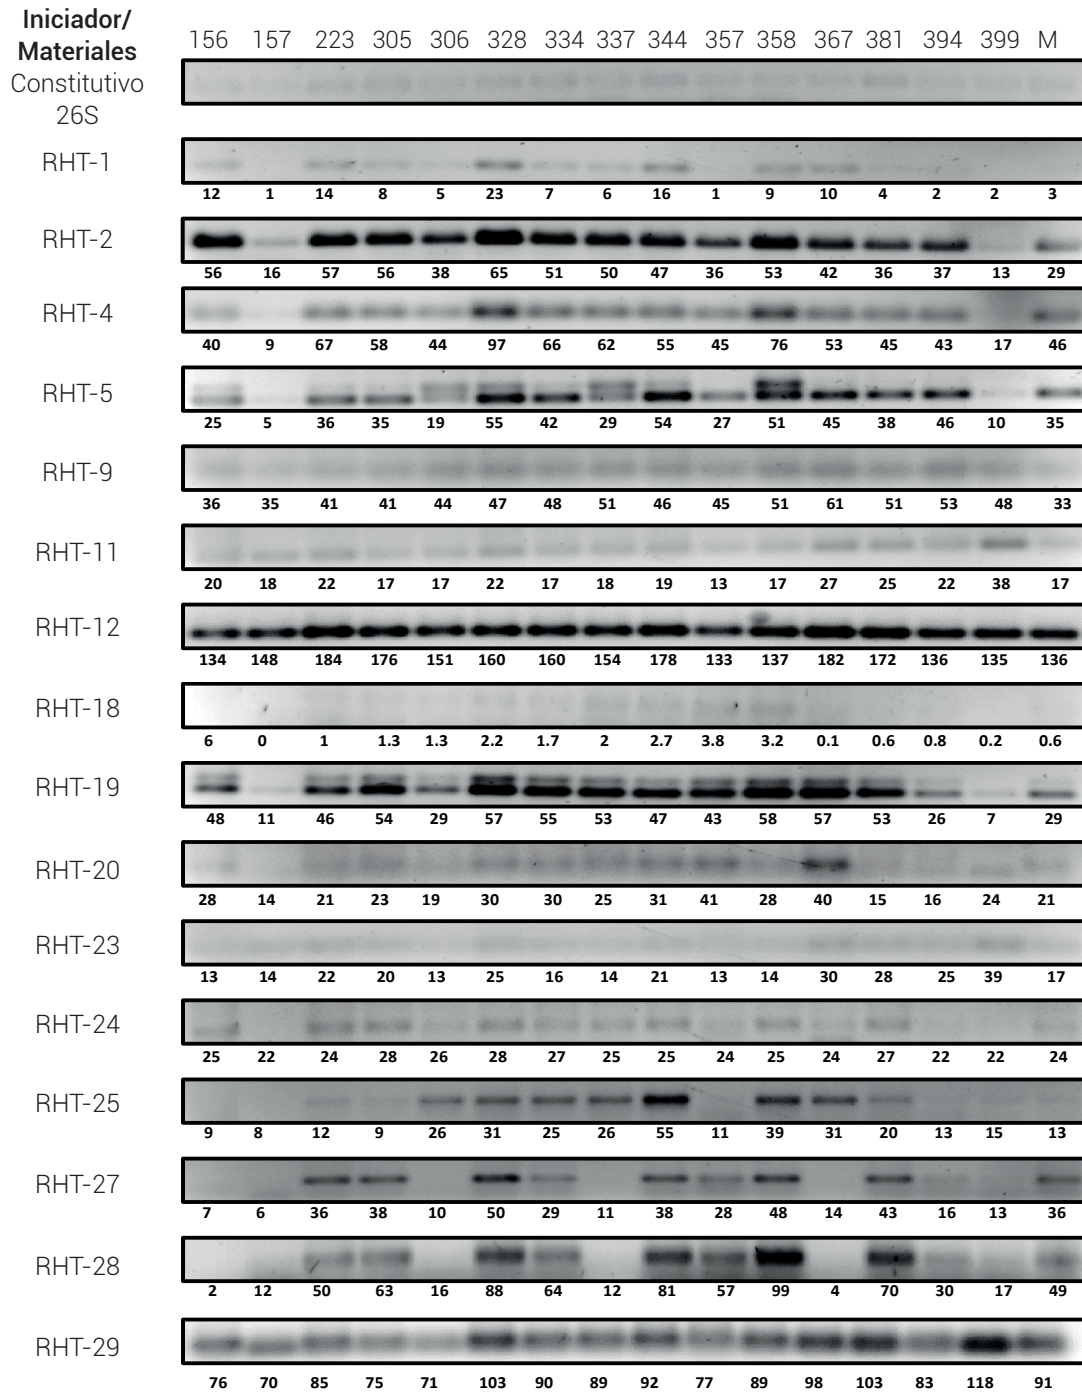 Iniciador/
Materiales
156 157 223 305 306 328 334 337 344 357 358 367 381 394 399 M
Constitutivo
26S
RHT-1
12 1 14 8 5 23 7 6 16 1 9 10 4 2 2 3
RHT-2
56 16 57 56 38 65 51 50 47 36 53 42 36 37 13 29
RHT-4
40 9 67 58 44 97 66 62 55 45 76 53 45 43 17 46
RHT-5
25 5 36 35 19 55 42 29 54 27 51 45 38 46 10 35
RHT-9
36 35 41 41 44 47 48 51 46 45 51 61 51 53 48 33
RHT-11
20 18 22 17 17 22 17 18 19 13 17 27 25 22 38 17
RHT-12
134 148 184 176 151 160 160 154 178 133 137 182 172 136 135 136
RHT-18
6 0 1 1.3 1.3 2.2 1.7 2 2.7 3.8 3.2 0.1 0.6 0.8 0.2 0.6
RHT-19
48 11 46 54 29 57 55 53 47 43 58 57 53 26 7 29
RHT-20
28 14 21 23 19 30 30 25 31 41 28 40 15 16 24 21
RHT-23
13 14 22 20 13 25 16 14 21 13 14 30 28 25 39 17
RHT-24
25 22 24 28 26 28 27 25 25 24 25 24 27 22 22 24
RHT-25
9 8 12 9 26 31 25 26 55 11 39 31 20 13 15 13
RHT-27
7 6 36 38 10 50 29 11 38 28 48 14 43 16 13 36
RHT-28
2 12 50 63 16 88 64 12 81 57 99 4 70 30 17 49
RHT-29
76 70 85 75 71 103 90 89 92 77 89 98 103 83 118 91